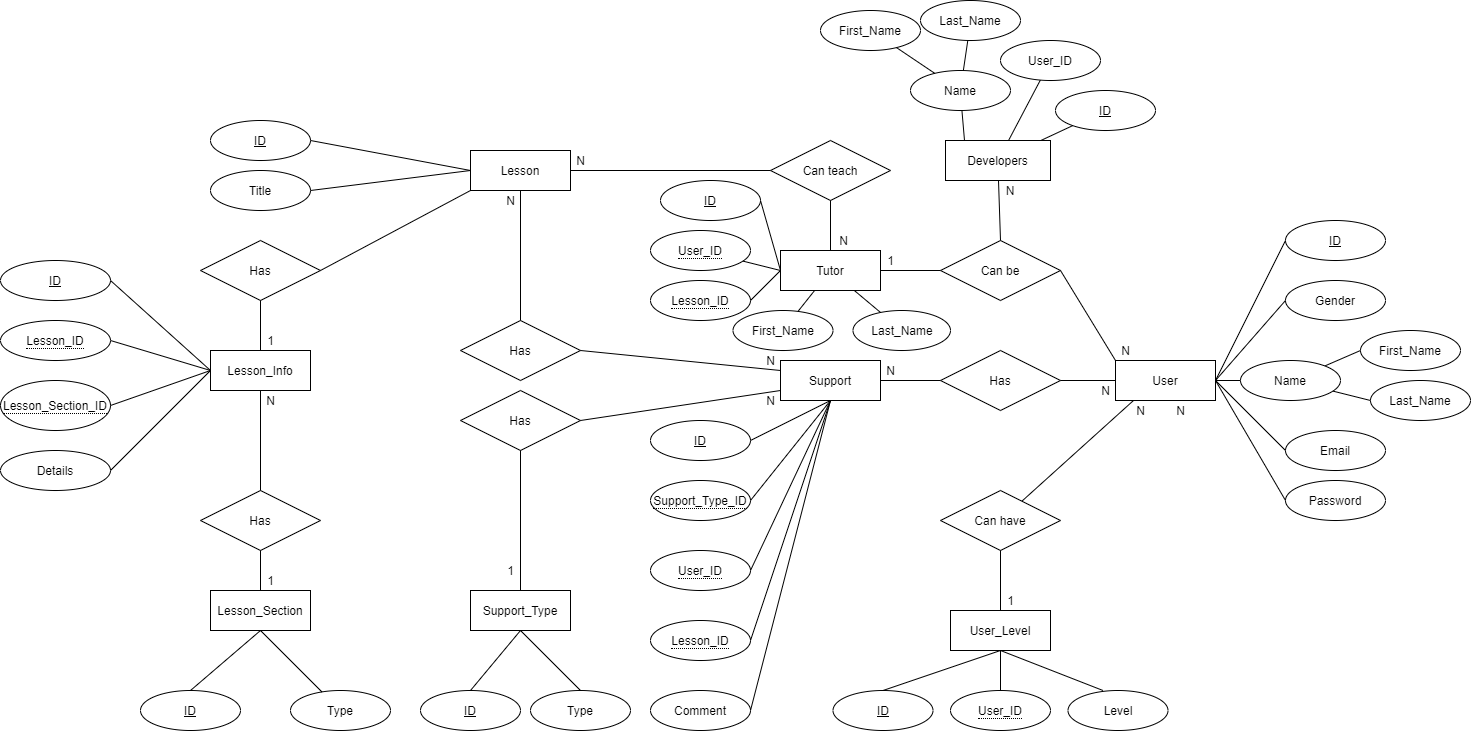 Last_Name
First_Name
User_ID
Name
ID
ID
Developers
Lesson
N
Can teach
Title
N
N
ID
ID
User_ID
N
1
Has
Tutor
Can be
ID
Lesson_ID
Gender
First_Name
Last_Name
Lesson_ID
1
Has
N
N
N
First_Name
Lesson_Info
Support
Has
User
Name
N
N
N
Last_Name
Lesson_Section_ID
N
N
Has
ID
Email
Details
Support_Type_ID
Password
Has
Can have
1
1
User_ID
1
Lesson_Section
Support_Type
User_Level
Lesson_ID
ID
Type
ID
Type
Comment
ID
User_ID
Level